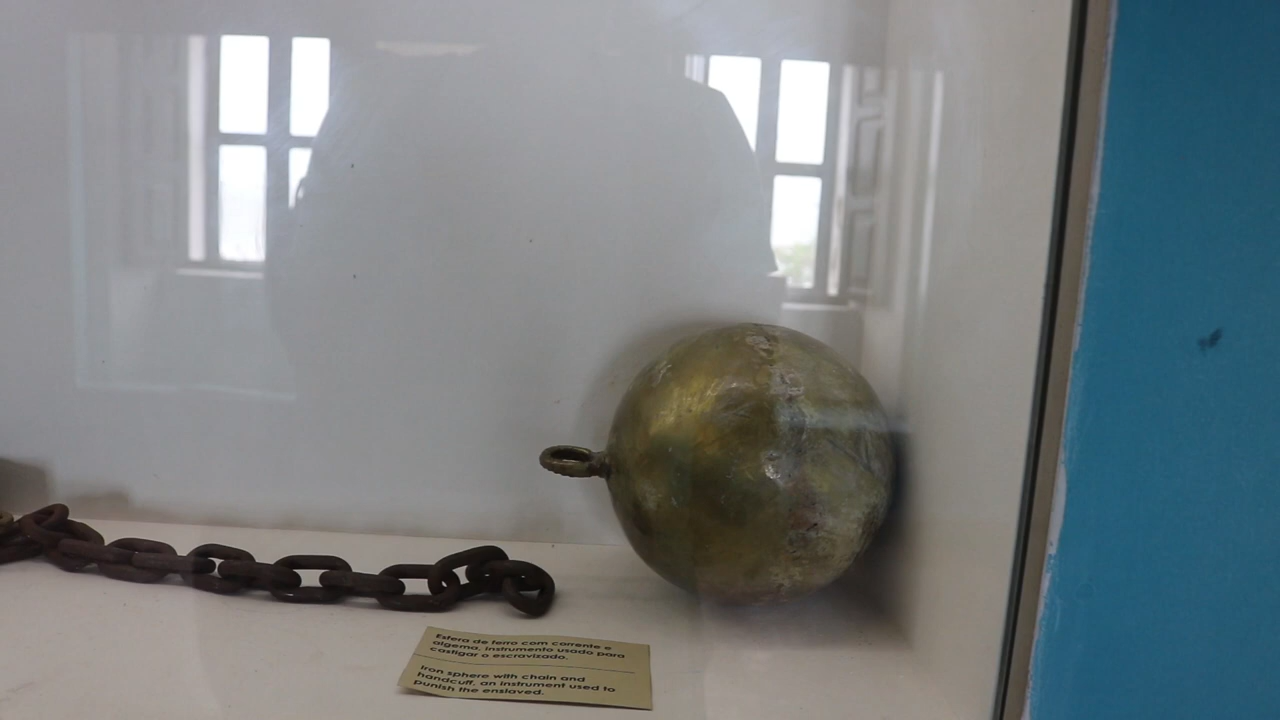 Esfera de ferro com corrente e
algema, instrumento usado para
castigar o escravizado.
Iron sphere with chain and
handcuff, an instrument used to
punish the enslaved.